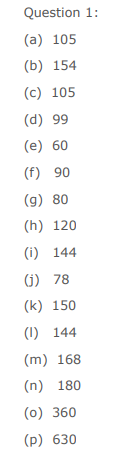 Question 1:
(a) 105
(b) 154
(c) 105
(d) 99
(e) 60
(f) 90
(g) 80
(h) 120
(i) 144
(j) 78
(k) 150
(l) 144
(m) 168
(n) 180
(o) 360
(p) 630